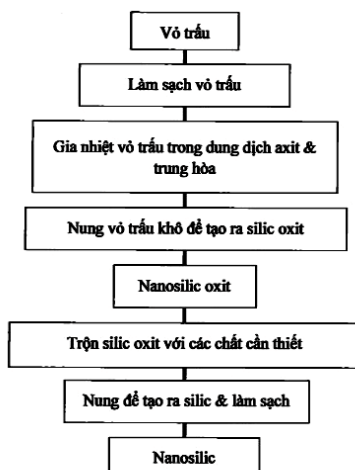 Vỏ trấu
Làm sạch vỏ trấu
Gia nhiệt vỏ trấu trong dung dịch axit &
trung hòa
Nung vỏ trấu khô để tạo ra silic oxit
Nanosilic oxit
Trộn silic oxit với các chất cần thiết
Nung để tạo ra silic & làm sạch
Nanosilic